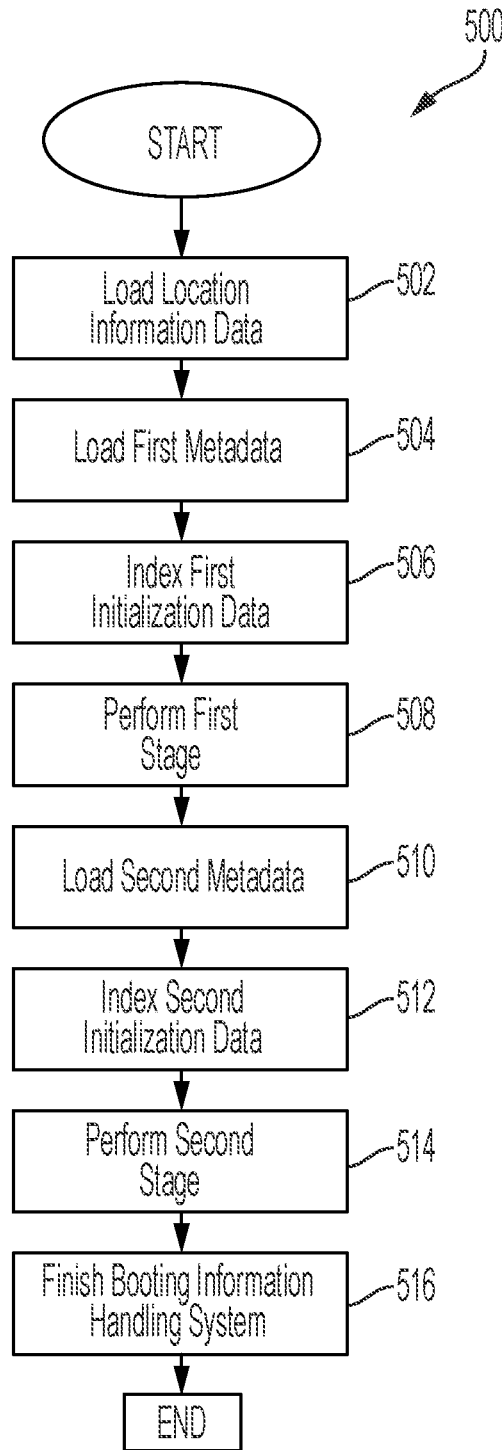 500
START
Load Location
Information Data
502
Load First Metadata
504
Index First
Initialization Data
506
Perform First
Stage
508
Load Second Metadata
510
Index Second
Initialization Data
512
Perform Second
Stage
514
Finish Booting Information
Handling System
516
END